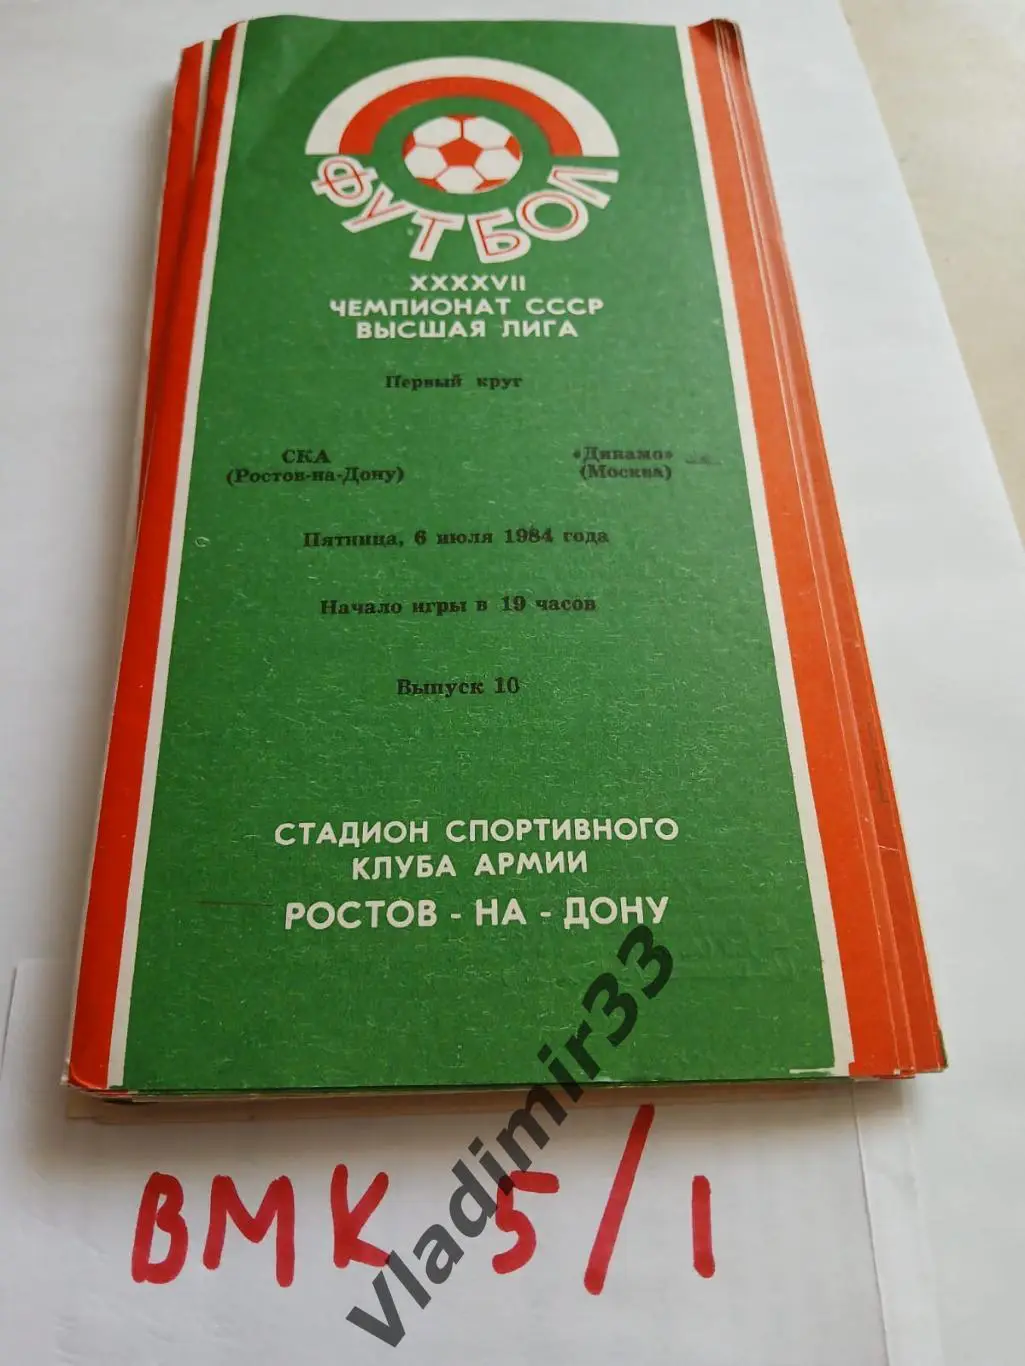 ФУТБОЛ
XXXXVII
ЧЕМПИОНАТ СССР
ВЫСШАЯ ЛИГА
Первый круг
СКА «Динамо»
(Ростов-на-Дону) (Москва)
Пятница, 6 июля 1984 года
Начало игры в 19 часов
Выпуск 10
СТАДИОН СПОРТИВНОГО
КЛУБА АРМИИ
РОСТОВ - НА - ДОНУ
vladimir33
ВМК 5/1